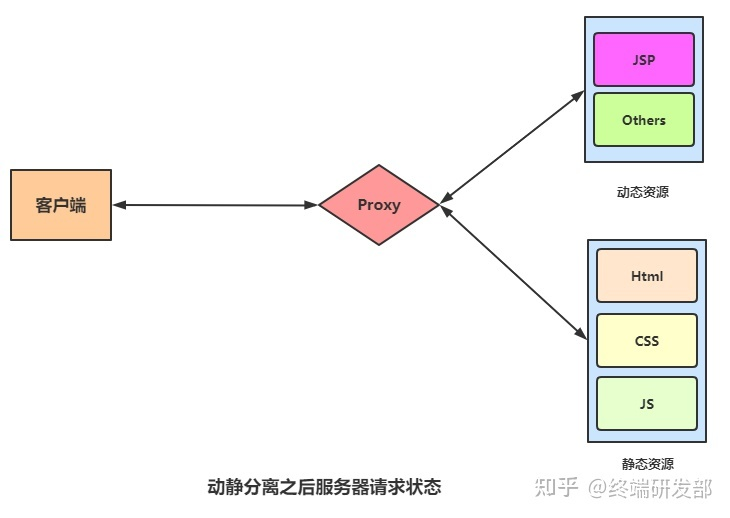 JSP
Others
动态资源
客户端
Proxy
Html
CSS
JS
静态资源
动静分离之后服务器请求状态
知乎 @终端研发部